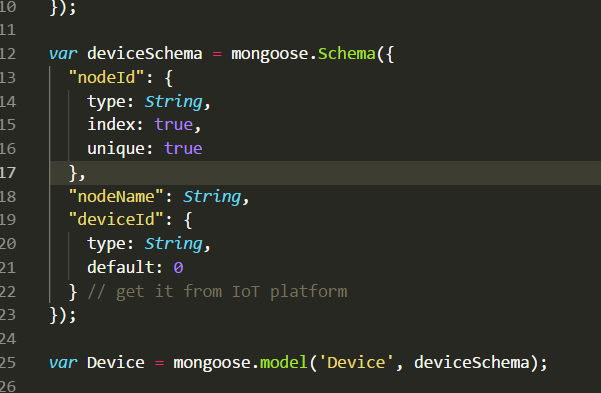 10 });
11
12 var deviceSchema = mongoose.Schema({
13   "nodeId": {
14     type: String,
15     index: true,
16     unique: true
17   },
18   "nodeName": String,
19   "deviceId": {
20     type: String,
21     default: 0
22   } // get it from IoT platform
23 });
24
25 var Device = mongoose.model('Device', deviceSchema);
26